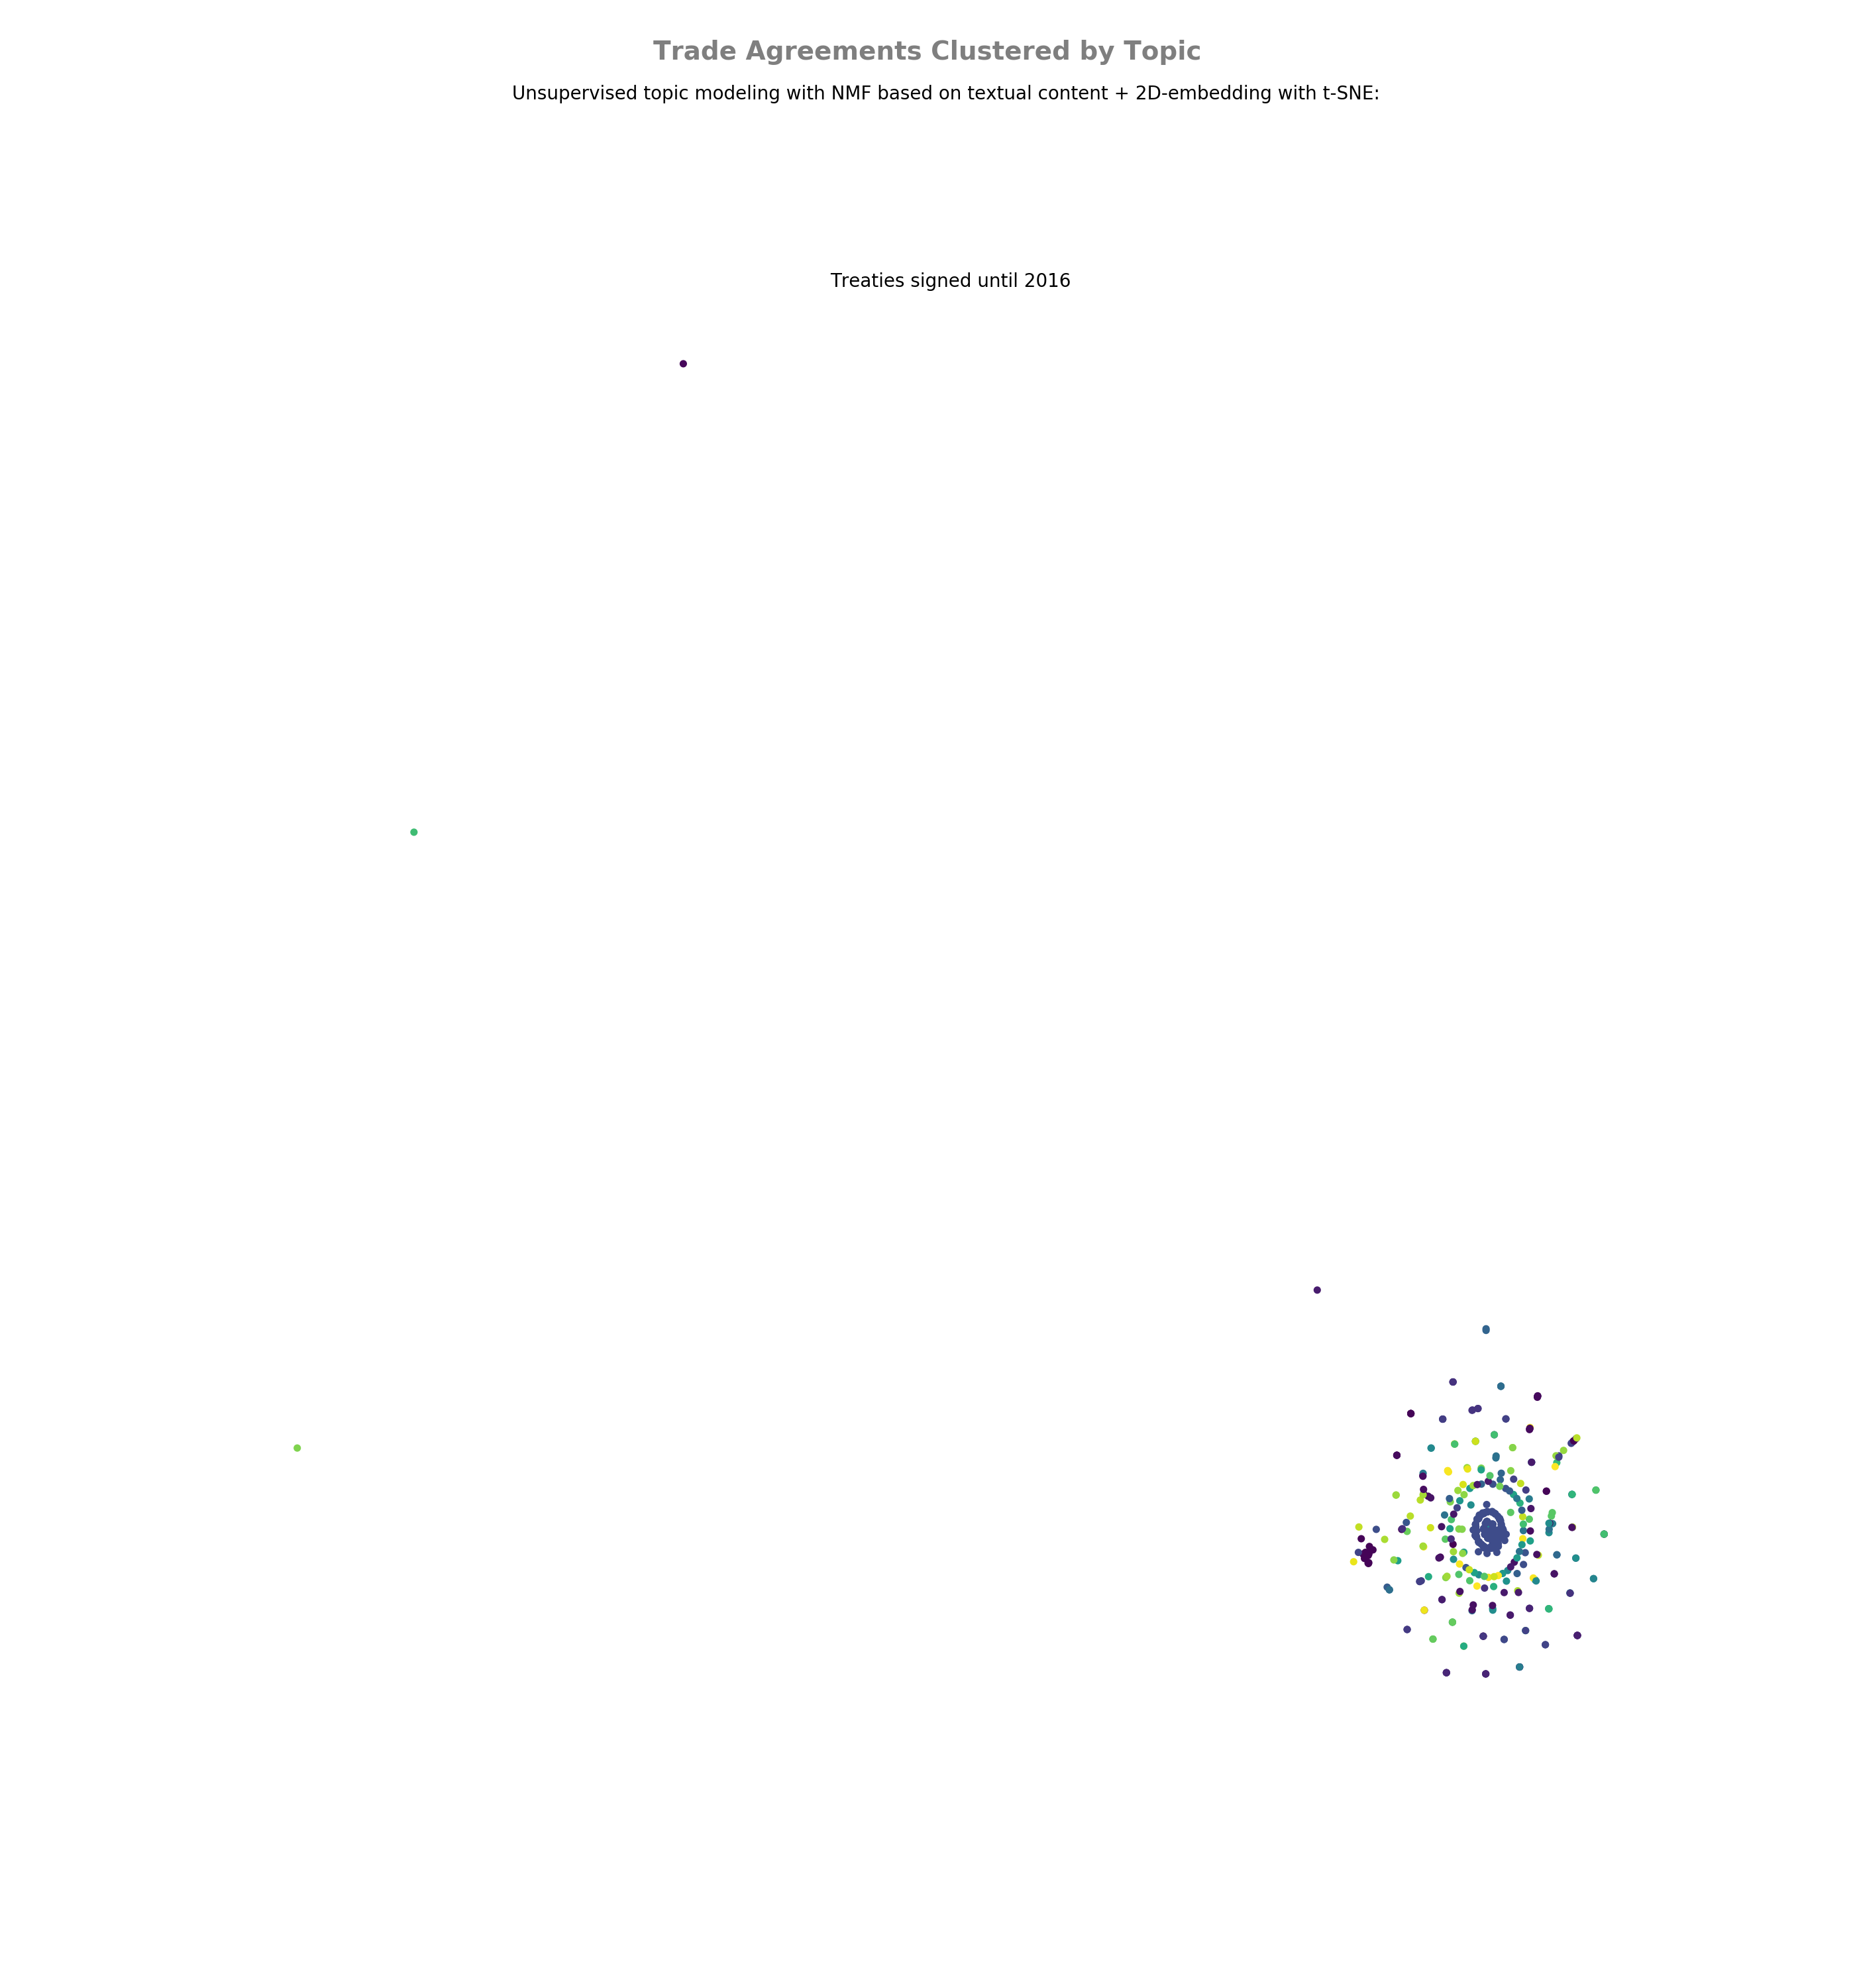 Trade Agreements Clustered by Topic
Unsupervised topic modeling with NMF based on textual content + 2D-embedding with t-SNE:
Treaties signed until 2016